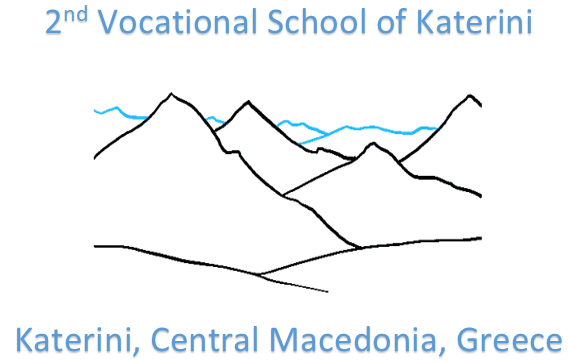 2nd Vocational School of Katerini
Katerini, Central Macedonia, Greece